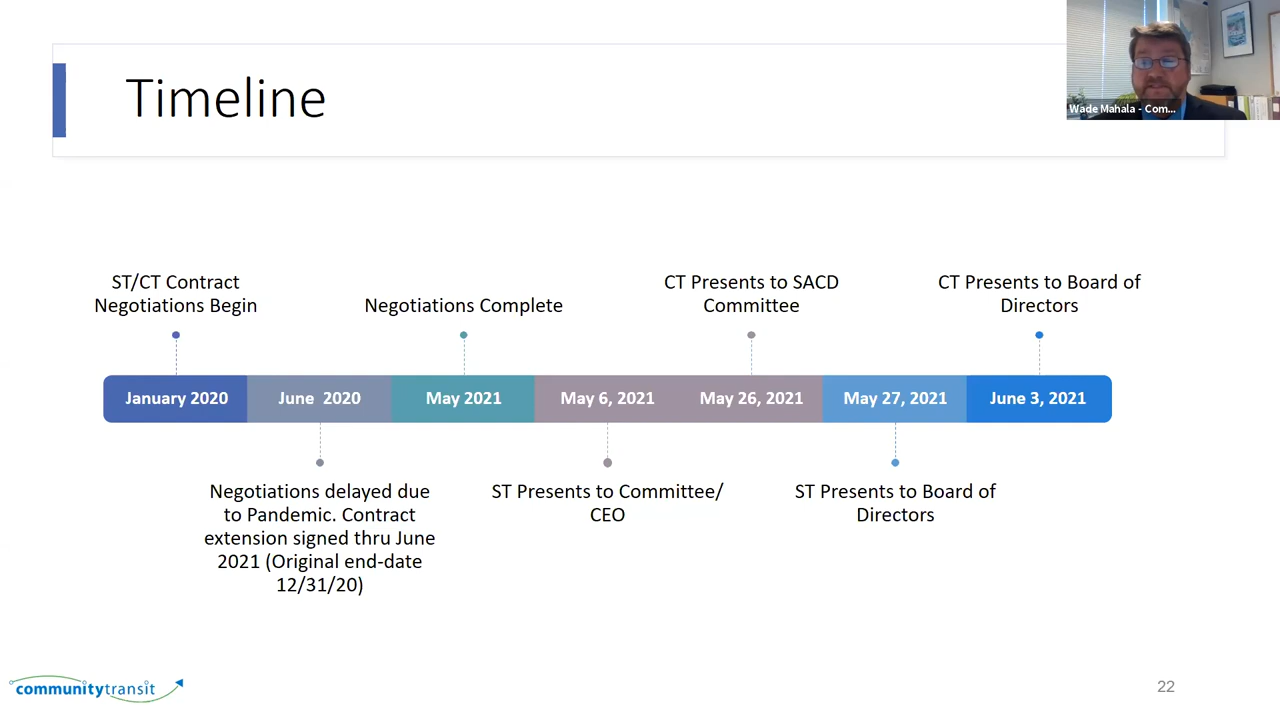 Timeline
Wade Mahala - Com...
ST/CT Contract
Negotiations Begin
Negotiations Complete
CT Presents to SACD
Committee
CT Presents to Board of
Directors
January 2020
June 2020
May 2021
May 6, 2021
May 26, 2021
May 27, 2021
June 3, 2021
Negotiations delayed due
to Pandemic. Contract
extension signed thru June
2021 (Original end-date
12/31/20)
ST Presents to Committee/
CEO
ST Presents to Board of
Directors
communitytransit
22